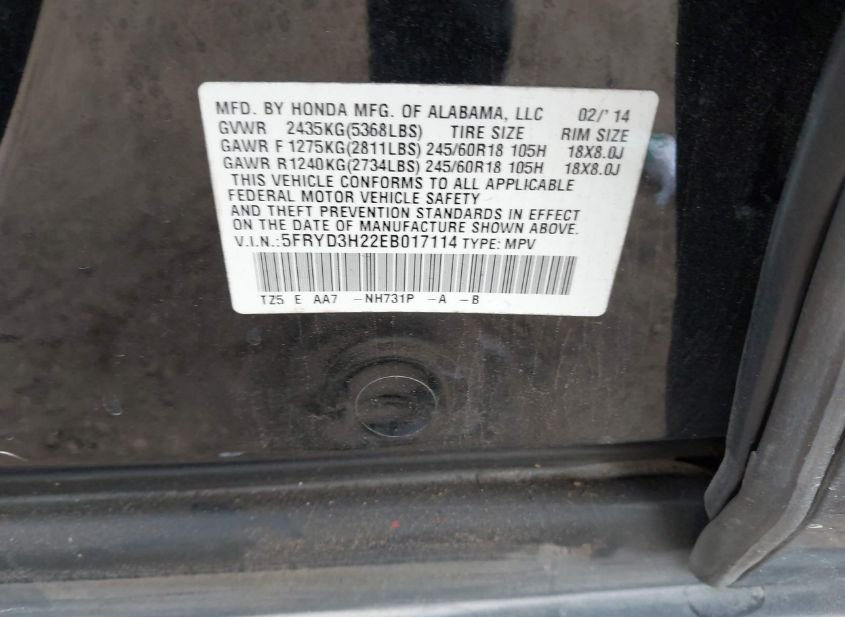 MFD. BY HONDA MFG. OF ALABAMA, LLC 02/'14
GVWR 2435KG(5368LBS) TIRE SIZE RIM SIZE
GAWR F 1275KG(2811LBS) 245/60R18 105H 18X8.0J
GAWR R1240KG(2734LBS) 245/60R18 105H 18X8.0J
THIS VEHICLE CONFORMS TO ALL APPLICABLE
FEDERAL MOTOR VEHICLE SAFETY
AND THEFT PREVENTION STANDARDS IN EFFECT
ON THE DATE OF MANUFACTURE SHOWN ABOVE.
V.I.N.:5FRYD3H22EB017114 TYPE: MPV
TZ5 E AA7 -NH731P -A -B